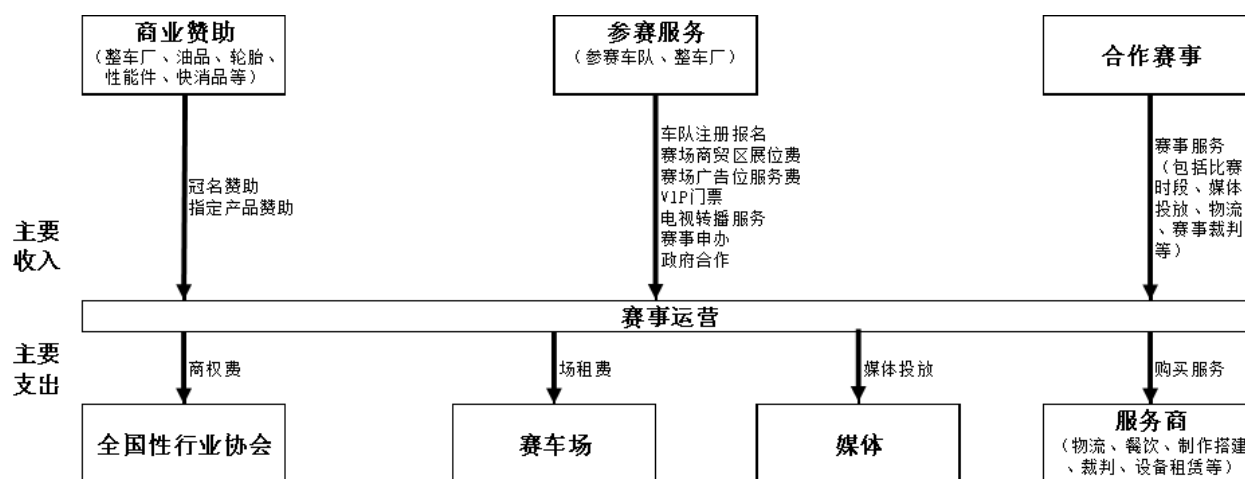 商业赞助
（整车厂、油品、轮胎、
性能件、快消品等）
参赛服务
（参赛车队、整车厂）
合作赛事
冠名赞助
指定产品赞助
车队注册报名
赛场商贸区展位费
赛场广告位服务费
VIP门票
电视转播服务
赛事申办
政府合作
赛事服务
（包括比赛
时段、媒体
投放、物流
、赛事裁判
等）
主要
收入
赛事运营
主要
支出
商权费
场租费
媒体投放
购买服务
全国性行业协会
赛车场
媒体
服务商
（物流、餐饮、制作搭建
、裁判、设备租赁等）